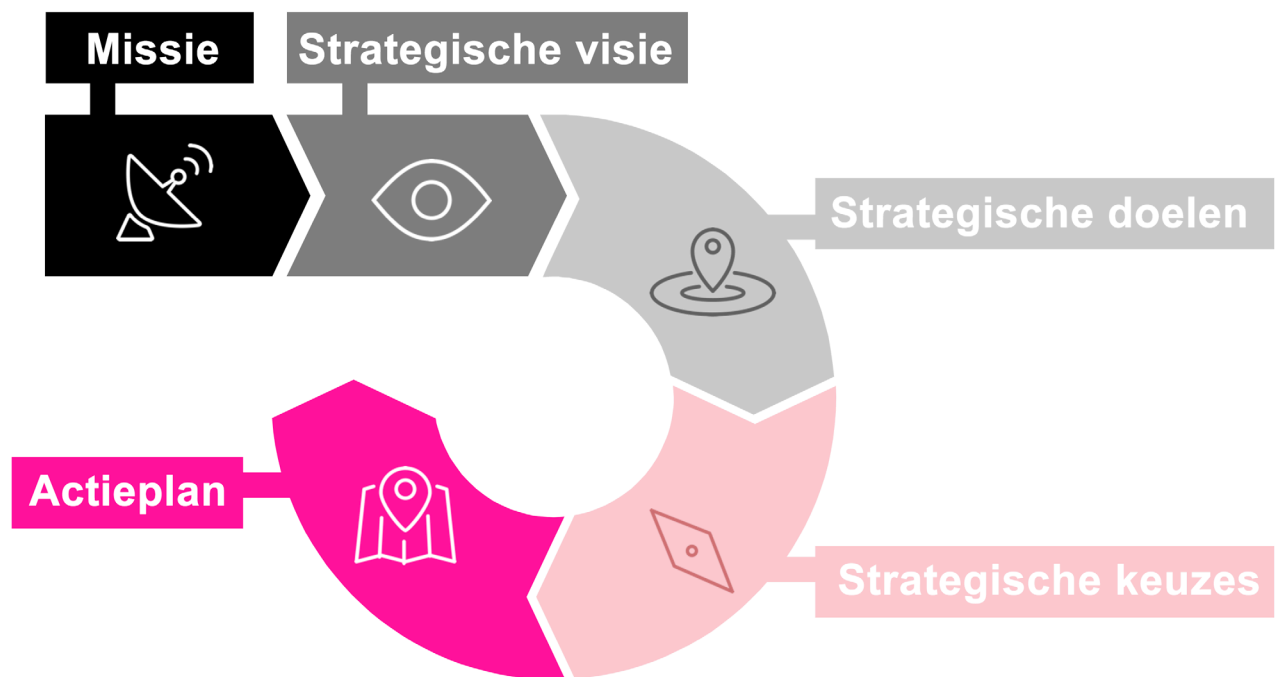 Missie
Strategische visie
Strategische doelen
Strategische keuzes
Actieplan